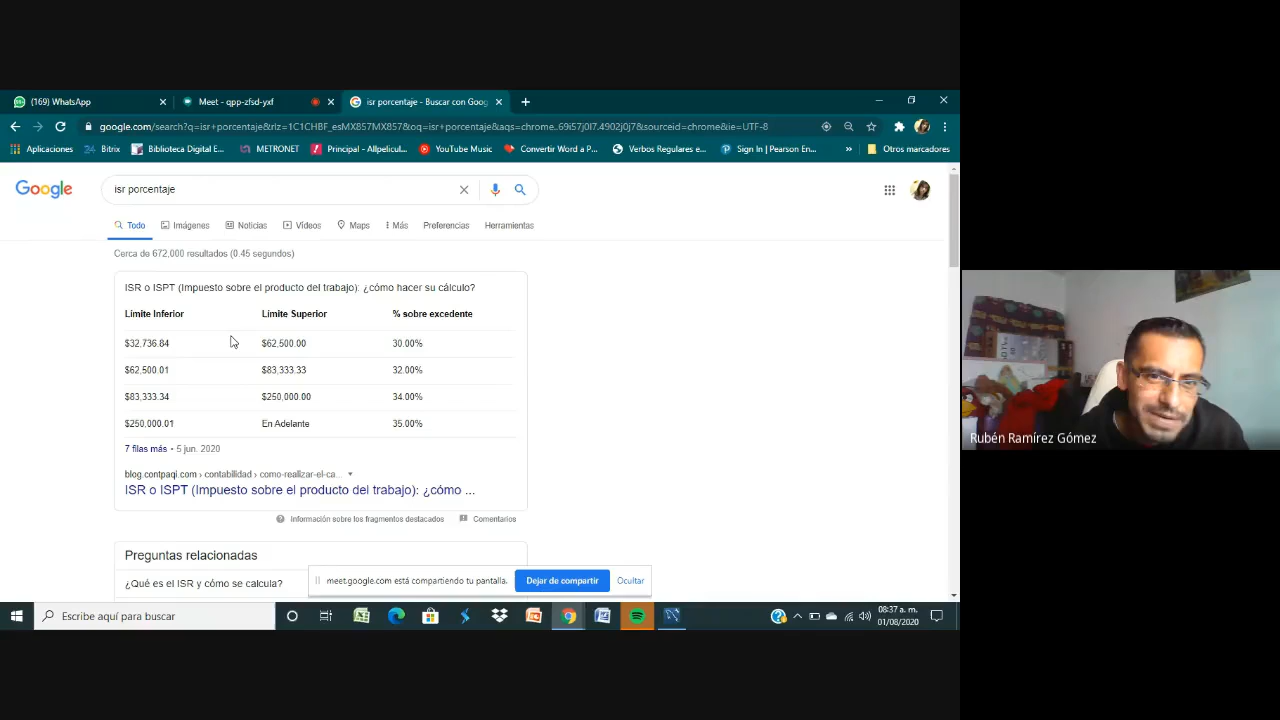 (169) WhatsApp
Meet - qpp-zfsd-yxf
isr porcentaje - Buscar con Goog
google.com/search?q=isr+porcentaje&rlz=1C1CHBF_esMX857MX857&oq=isr+porcentaje&aqs=chrome..69i57j0l7.4902j0j7&sourceid=chrome&ie=UTF-8
Aplicaciones
Bitrix
Biblioteca Digital E...
METRONET
Principal - Allpelicul...
YouTube Music
Convertir Word a P...
Verbos Regulares e...
Sign In | Pearson En...
»
Otros marcadores
Google
isr porcentaje
Todo
Imágenes
Noticias
Vídeos
Maps
Más
Preferencias
Herramientas
Cerca de 672,000 resultados (0.45 segundos)
ISR o ISPT (Impuesto sobre el producto del trabajo): ¿cómo hacer su cálculo?
Límite Inferior Límite Superior % sobre excedente
$32,736.84 $62,500.00 30.00%
$62,500.01 $83,333.33 32.00%
$83,333.34 $250,000.00 34.00%
$250,000.01 En Adelante 35.00%
7 filas más • 5 jun. 2020
blog.contpaqi.com › contabilidad › como-realizar-el-ca...
ISR o ISPT (Impuesto sobre el producto del trabajo): ¿cómo ...
Información sobre los fragmentos destacados
Comentarios
Preguntas relacionadas
¿Qué es el ISR y cómo se calcula?
meet.google.com está compartiendo tu pantalla.
Dejar de compartir
Ocultar
Escribe aquí para buscar
08:37 a. m.
01/08/2020
Rubén Ramírez Gómez